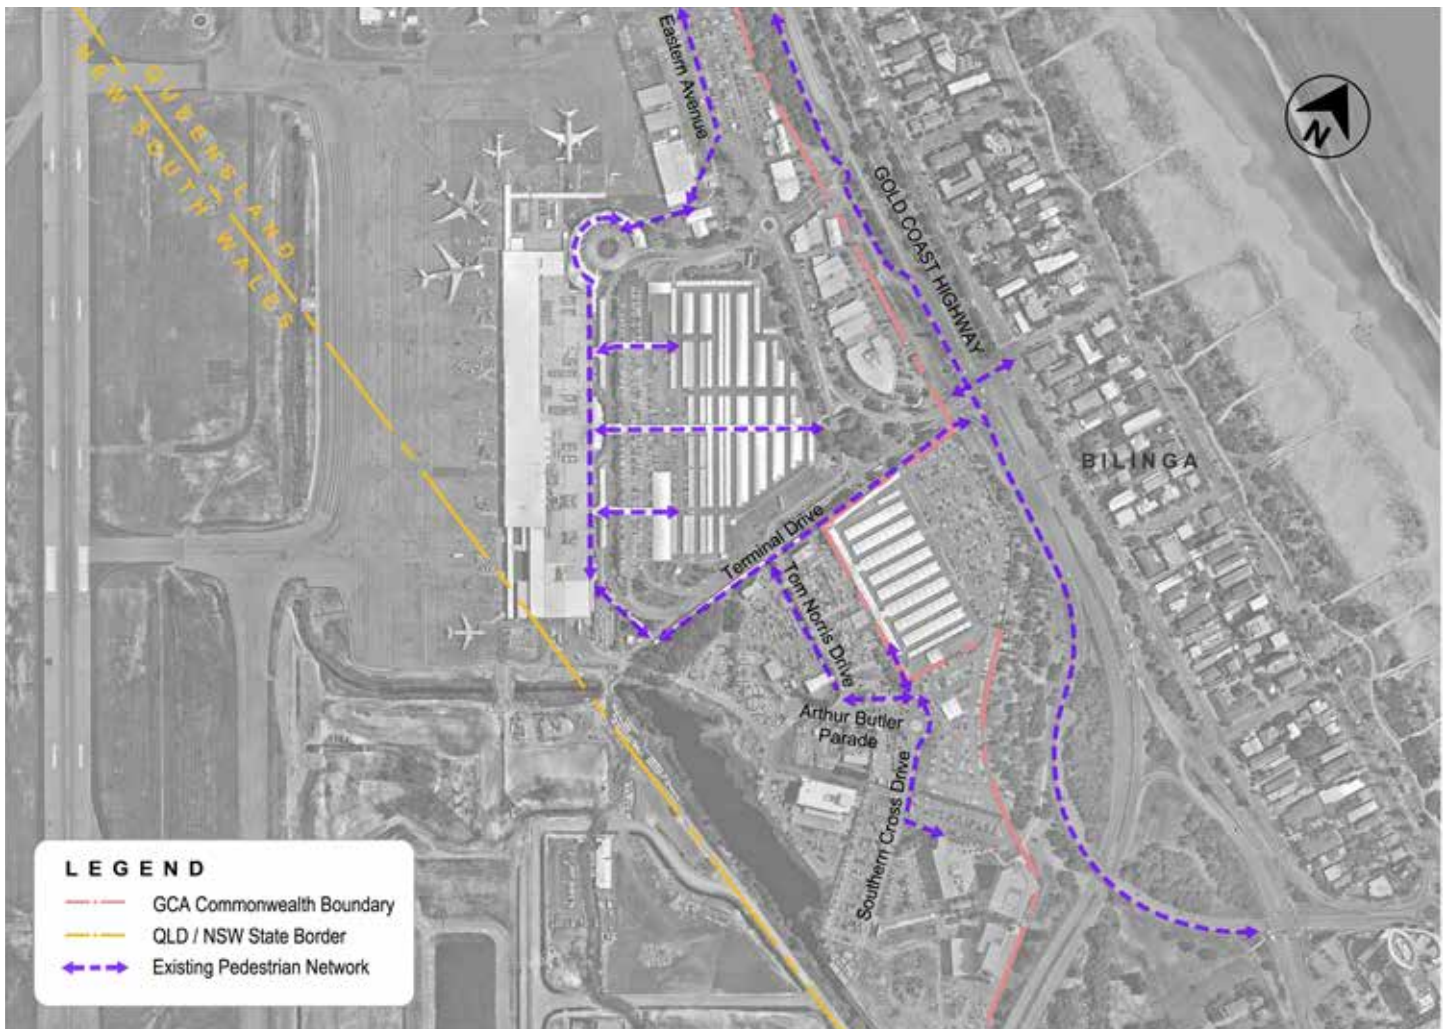 Eastern Avenue
QUEENSLAND
NEW SOUTH WALES
N
GOLD COAST HIGHWAY
BILINGA
Terminal Drive
Tom Norris Drive
Arthur Butler
Parade
Southern Cross Drive
LEGEND
GCA Commonwealth Boundary
QLD / NSW State Border
Existing Pedestrian Network